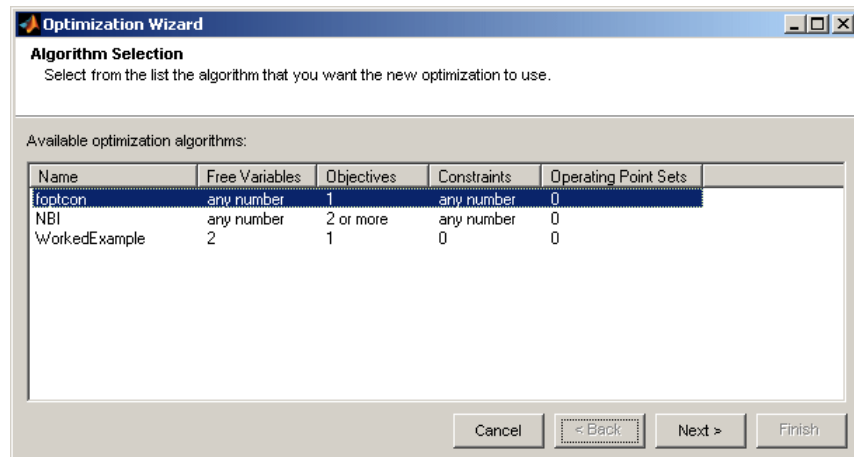 Optimization Wizard
Algorithm Selection
Select from the list the algorithm that you want the new optimization to use.
Available optimization algorithms:
Name Free Variables Objectives Constraints Operating Point Sets
foptcon any number 1 any number 0
NBI any number 2 or more any number 0
WorkedExample 2 1 0 0
Cancel < Back Next > Finish